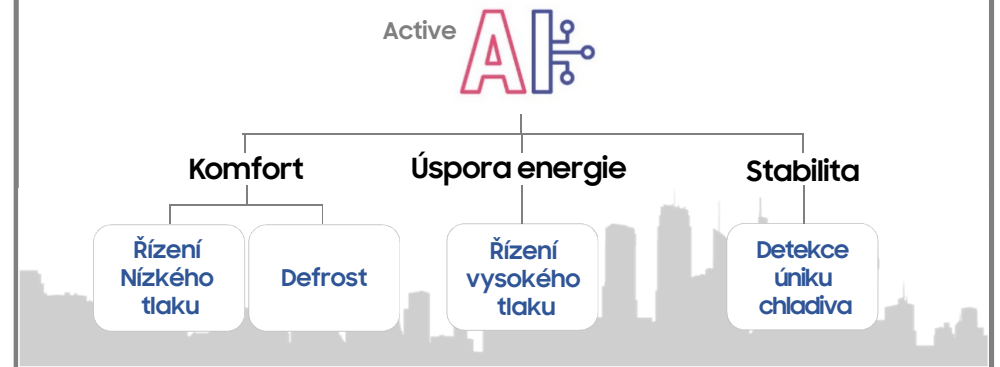 Active AI
Komfort
Úspora energie
Stabilita
Řízení
Nízkého
tlaku
Defrost
Řízení
vysokého
tlaku
Detekce
úniku
chladiva